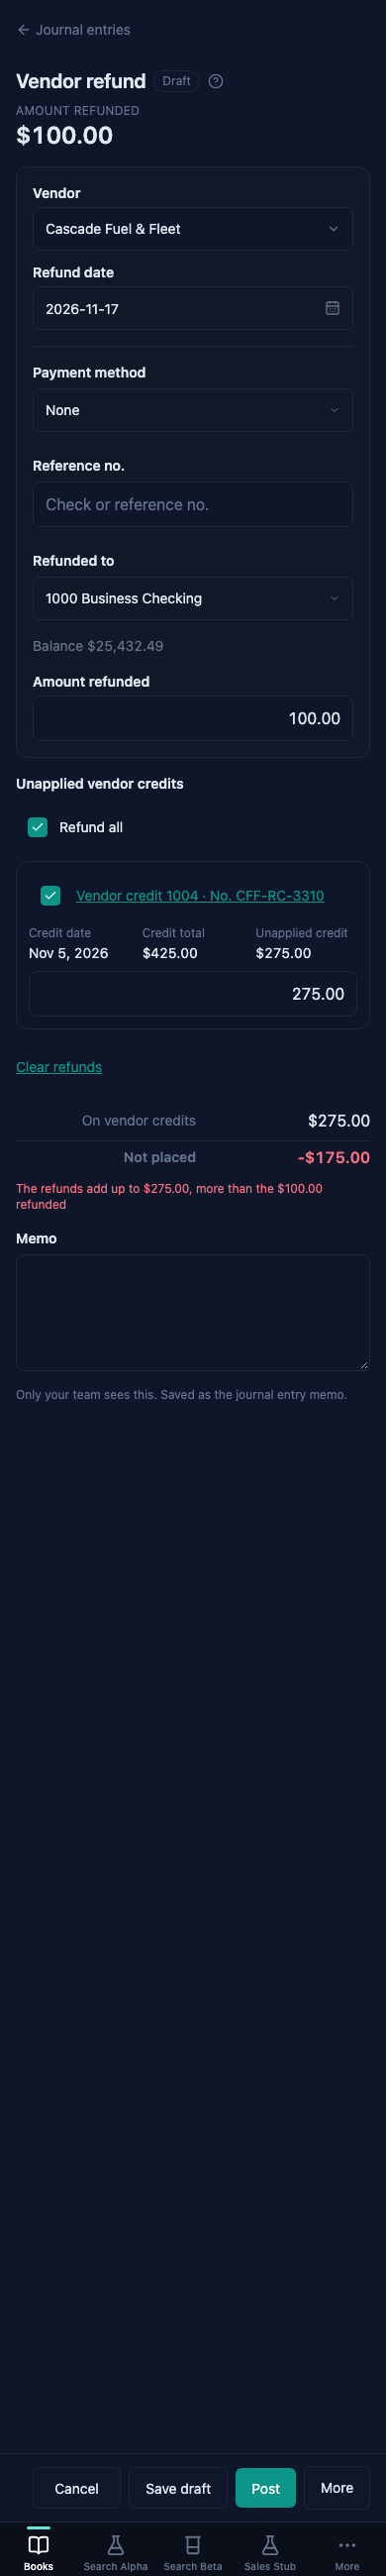 Journal entries
Vendor refund Draft
AMOUNT REFUNDED
$100.00
Vendor
Cascade Fuel & Fleet
Refund date
2026-11-17
Payment method
None
Reference no.
Check or reference no.
Refunded to
1000 Business Checking
Balance $25,432.49
Amount refunded
100.00
Unapplied vendor credits
Refund all
Vendor credit 1004 · No. CFF-RC-3310
Credit date Credit total Unapplied credit
Nov 5, 2026 $425.00 $275.00
275.00
Clear refunds
On vendor credits $275.00
Not placed -$175.00
The refunds add up to $275.00, more than the $100.00
refunded
Memo
Only your team sees this. Saved as the journal entry memo.
Cancel Save draft Post More
Books Search Alpha Search Beta Sales Stub More